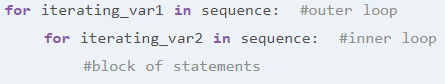 for iterating_var1 in sequence:  #outer loop
    for iterating_var2 in sequence:  #inner loop
        #block of statements